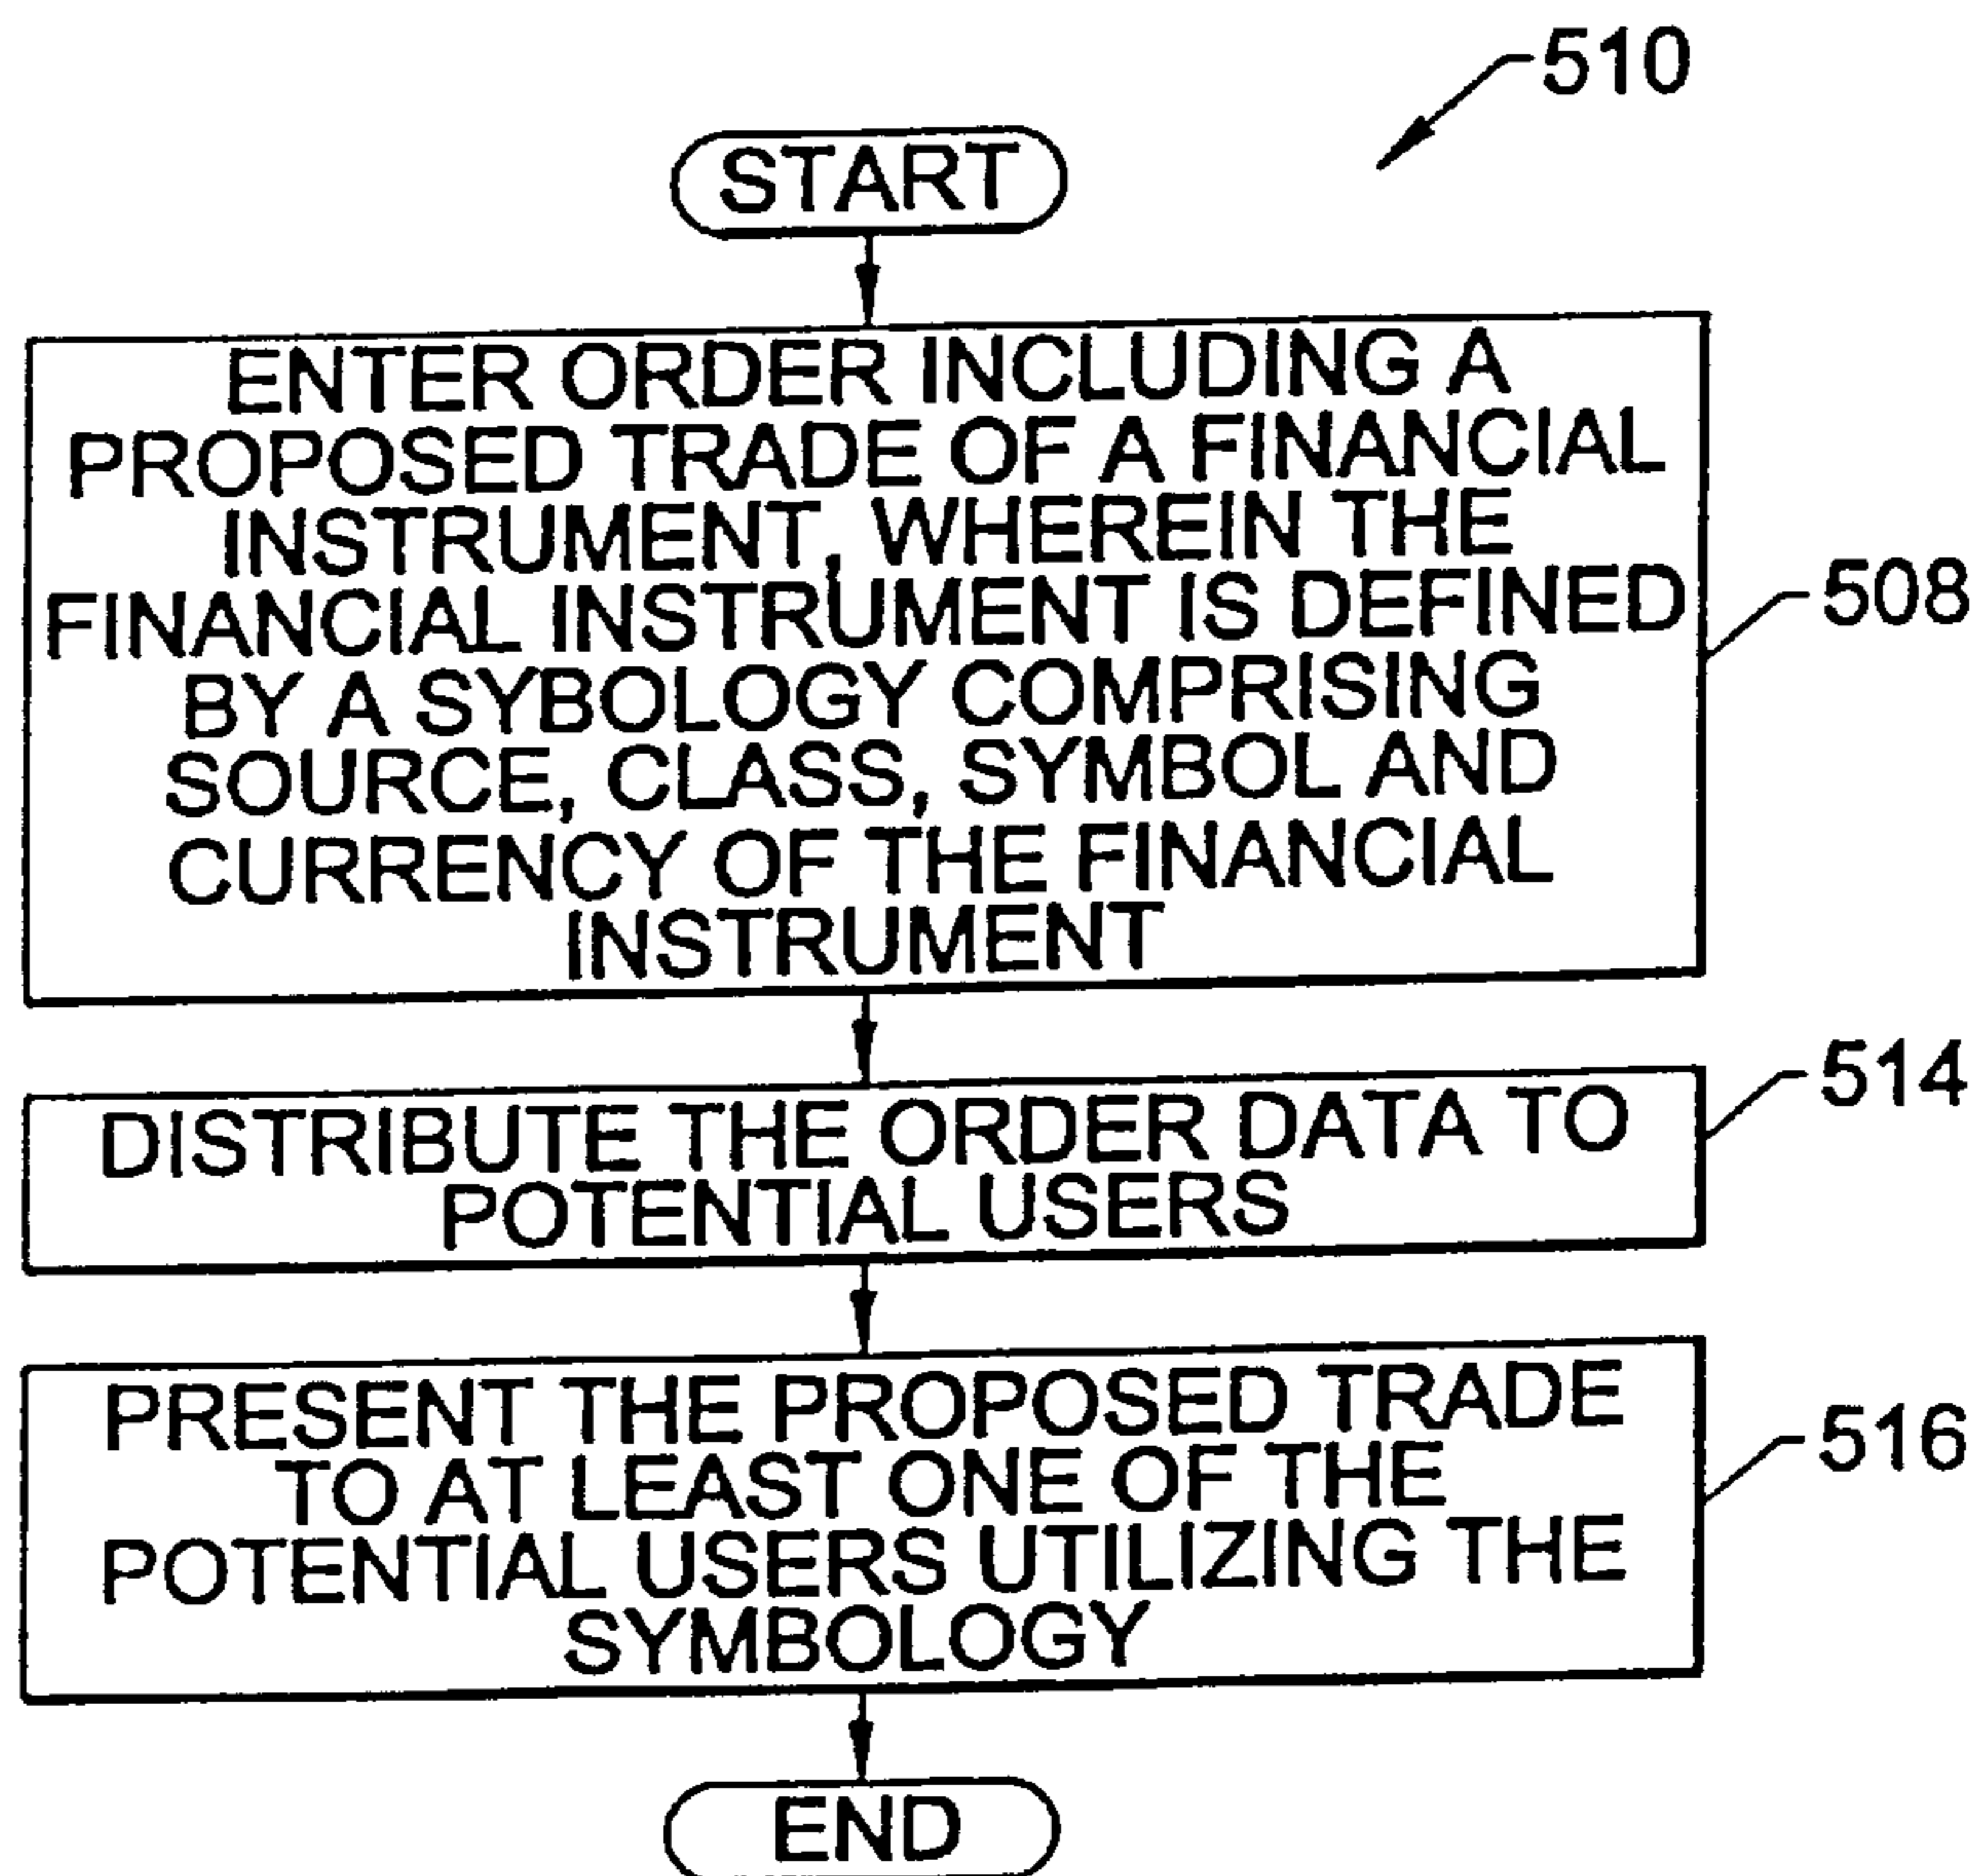 510
START
ENTER ORDER INCLUDING A
PROPOSED TRADE OF A FINANCIAL
INSTRUMENT, WHEREIN THE
FINANCIAL INSTRUMENT IS DEFINED
BY A SYBOLOGY COMPRISING
SOURCE, CLASS, SYMBOL AND
CURRENCY OF THE FINANCIAL
INSTRUMENT
508
DISTRIBUTE THE ORDER DATA TO
POTENTIAL USERS
514
PRESENT THE PROPOSED TRADE
TO AT LEAST ONE OF THE
POTENTIAL USERS UTILIZING THE
SYMBOLOGY
516
END